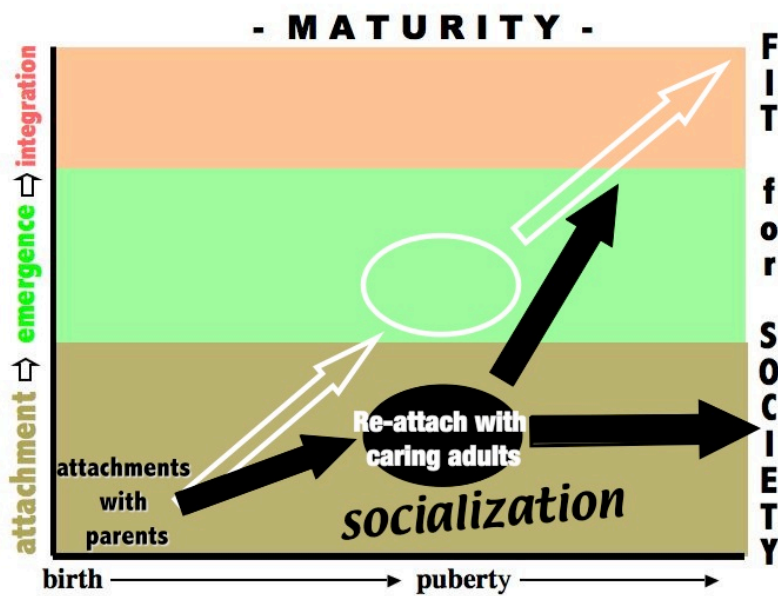 - MATURITY -
integration
emergence
attachment
FIT for SOCIETY
Re-attach with
caring adults
attachments
with
parents
socialization
birth
puberty